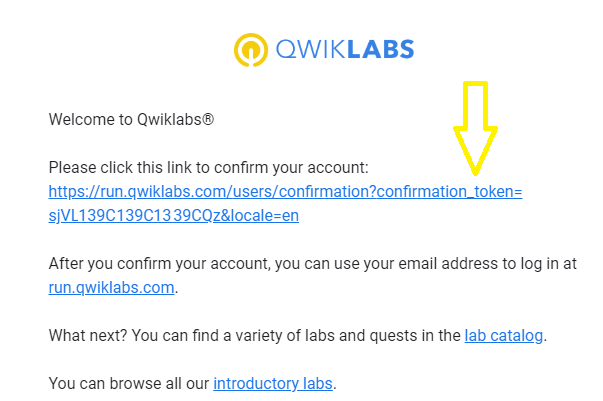 QWIKLABS
Welcome to Qwiklabs®
Please click this link to confirm your account:
https://run.qwiklabs.com/users/confirmation?confirmation_token=
sjVL139C139C1339CQz&locale=en
After you confirm your account, you can use your email address to log in at
run.qwiklabs.com.
What next? You can find a variety of labs and quests in the lab catalog.
You can browse all our introductory labs.